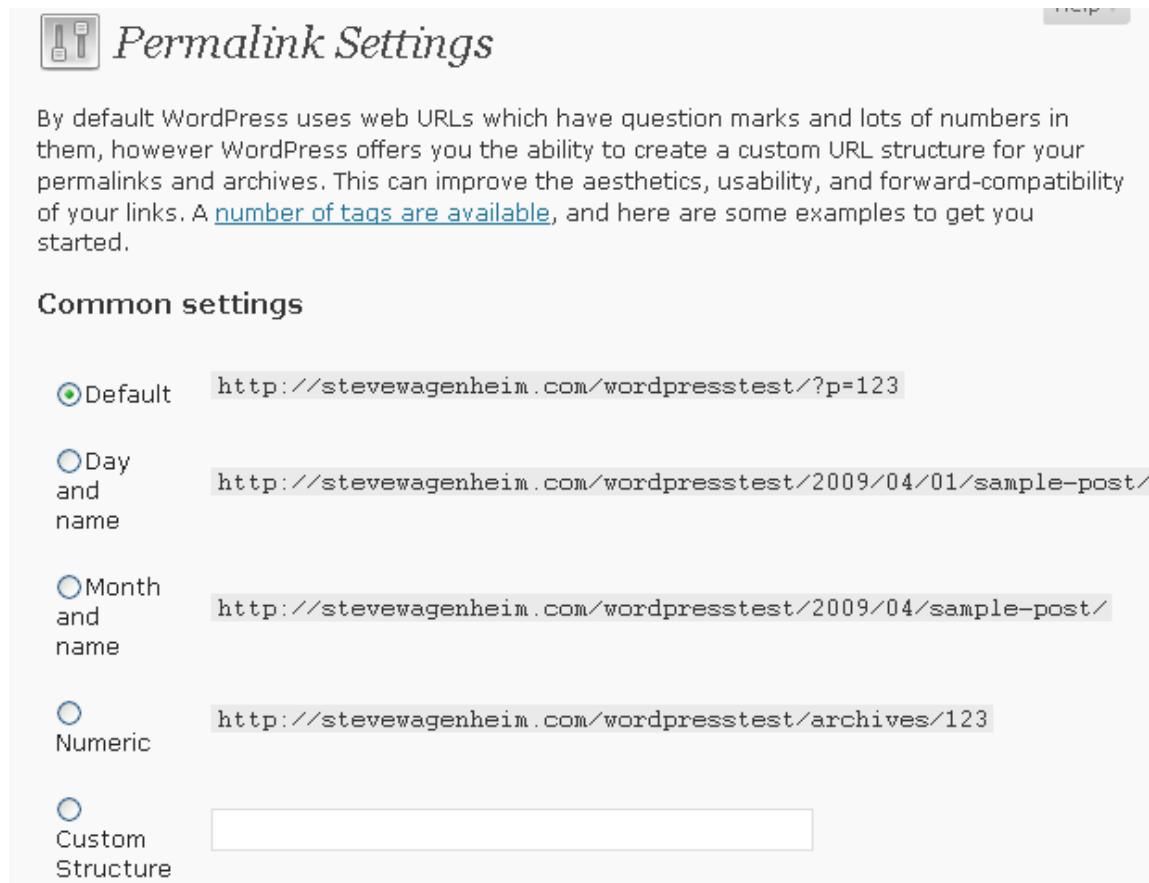 Permalink Settings
By default WordPress uses web URLs which have question marks and lots of numbers in
them, however WordPress offers you the ability to create a custom URL structure for your
permalinks and archives. This can improve the aesthetics, usability, and forward-compatibility
of your links. A number of tags are available, and here are some examples to get you
started.
Common settings
Default http://stevewagenheim.com/wordpresstest/?p=123
Day
and
name
http://stevewagenheim.com/wordpresstest/2009/04/01/sample-post/
Month
and
name
http://stevewagenheim.com/wordpresstest/2009/04/sample-post/
Numeric
http://stevewagenheim.com/wordpresstest/archives/123
Custom
Structure